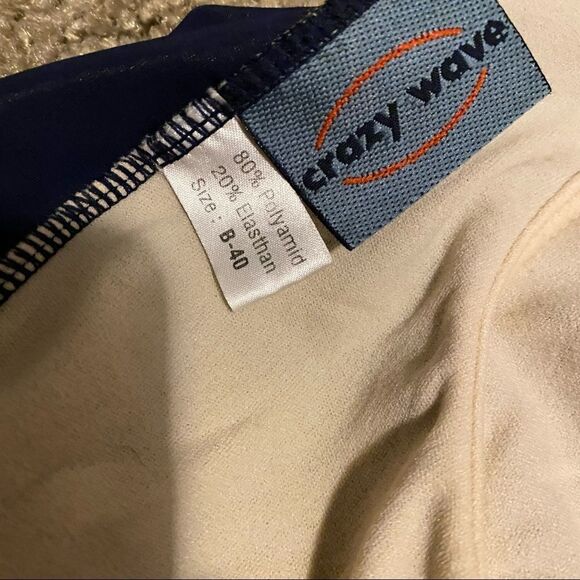 crazy wave
80% Polyamid
20% Elasthan
Size : B-40